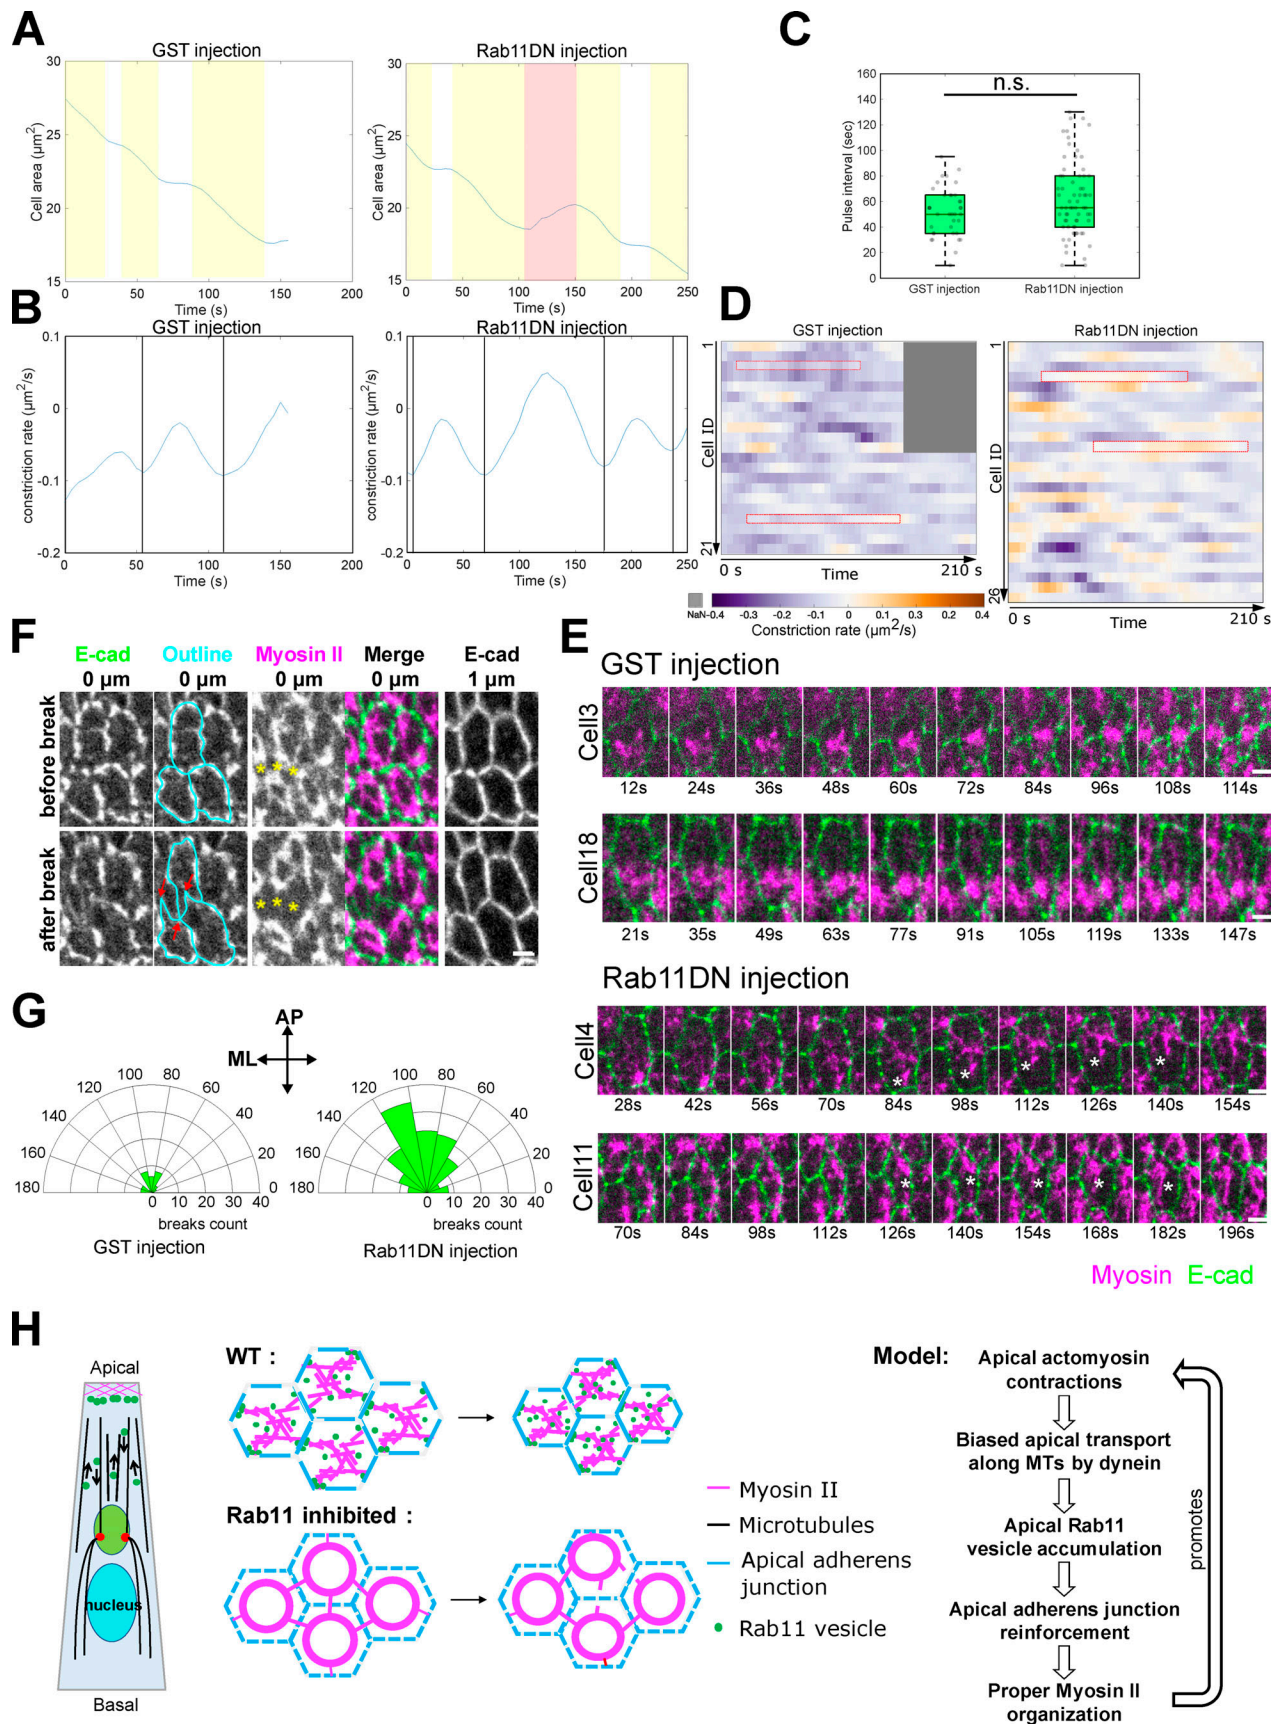 A
GST injection
Rab11DN injection
30
25
20
15
Cell area (µm²)
0 50 100 150 200
Time (s)
30
25
20
15
Cell area (µm²)
0 50 100 150 200 250
Time (s)
B
GST injection
Rab11DN injection
0.1
0
-0.1
-0.2
constriction rate (µm²/s)
0 50 100 150 200
Time (s)
0.1
0
-0.1
-0.2
constriction rate (µm²/s)
0 50 100 150 200 250
Time (s)
C
n.s.
160
140
120
100
80
60
40
20
0
Pulse interval (sec)
GST injection Rab11DN injection
D
GST injection
Rab11DN injection
1
Cell ID
21
0 s Time 210 s
1
Cell ID
26
0 s Time 210 s
NaN -0.4 -0.3 -0.2 -0.1 0 0.1 0.2 0.3 0.4
Constriction rate (µm²/s)
E
GST injection
Cell3
12s 24s 36s 48s 60s 72s 84s 96s 108s 114s
Cell18
21s 35s 49s 63s 77s 91s 105s 119s 133s 147s
Rab11DN injection
Cell4
* * * * *
28s 42s 56s 70s 84s 98s 112s 126s 140s 154s
Cell11
* * * * *
70s 84s 98s 112s 126s 140s 154s 168s 182s 196s
Myosin E-cad
F
E-cad Outline Myosin II Merge E-cad
0 µm 0 µm 0 µm 0 µm 1 µm
before break
* * *
after break
* * *
G
AP
ML
180 160 140 120 100 80 60 40 20 0
0 10 20 30 40
breaks count
GST injection
180 160 140 120 100 80 60 40 20 0
0 10 20 30 40
breaks count
Rab11DN injection
H
Apical
nucleus
Basal
WT :
Rab11 inhibited :
Myosin II
Microtubules
Apical adherens
junction
Rab11 vesicle
Model:
Apical actomyosin
contractions
Biased apical transport
along MTs by dynein
Apical Rab11
vesicle accumulation
Apical adherens junction
reinforcement
Proper Myosin II
organization
promotes